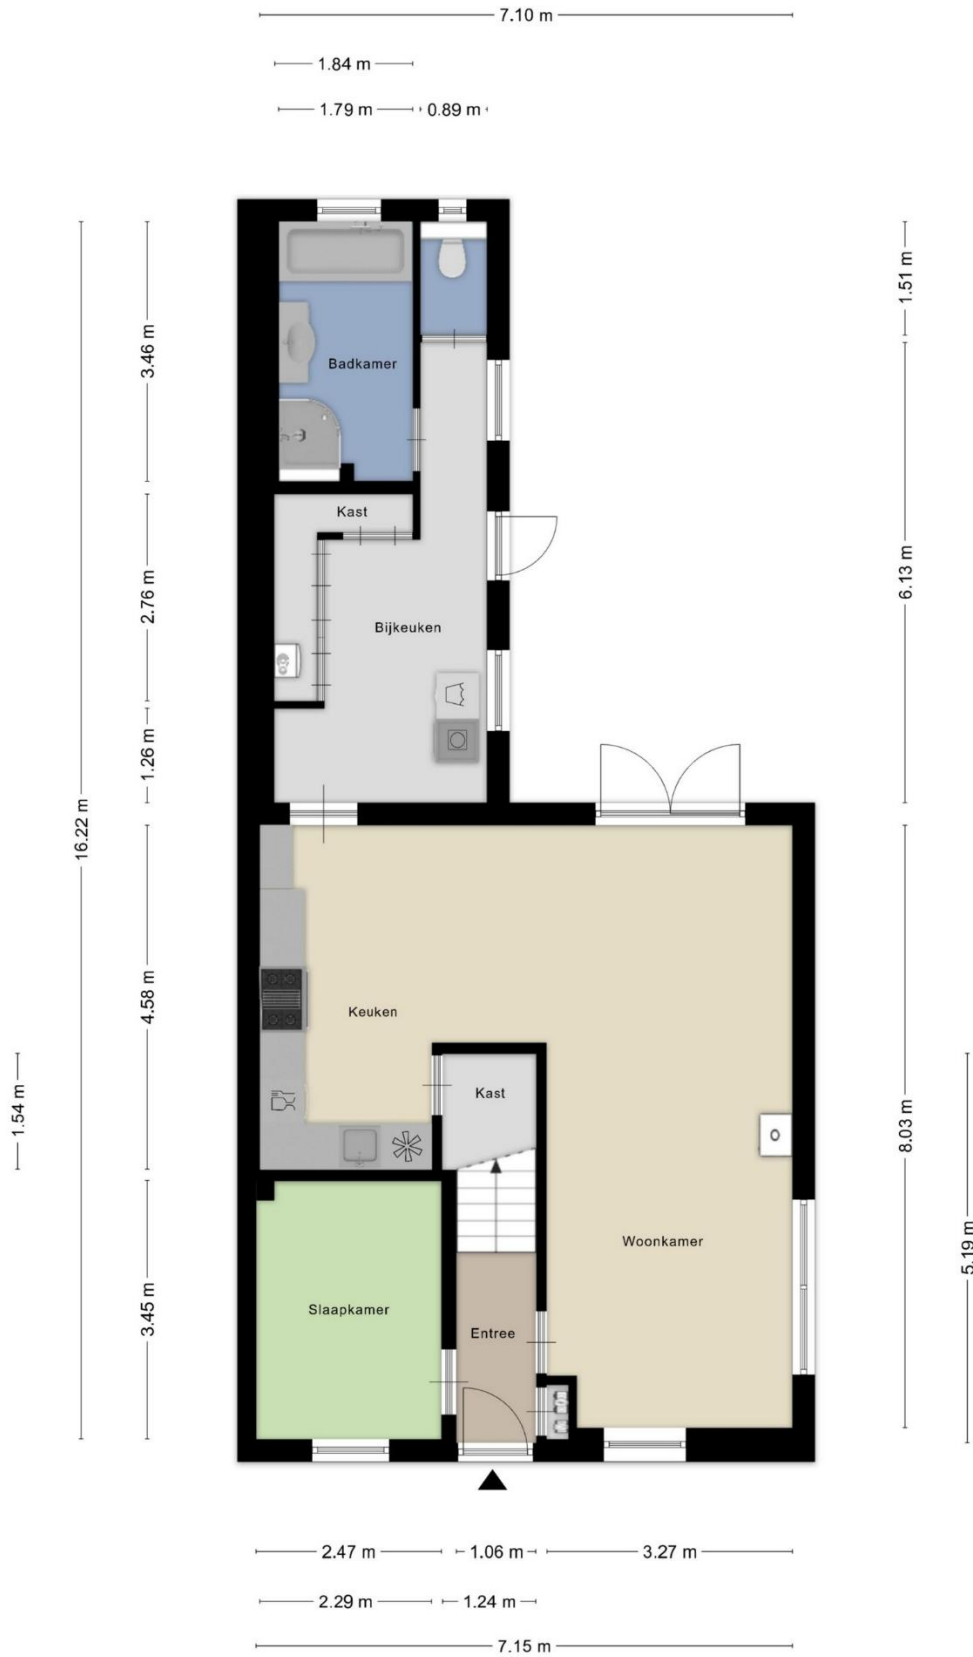 7.10 m
1.84 m
1.79 m
0.89 m
1.51 m
3.46 m
Badkamer
Kast
6.13 m
2.76 m
Bijkeuken
1.26 m
16.22 m
4.58 m
Keuken
Kast
1.54 m
8.03 m
Woonkamer
5.19 m
3.45 m
Slaapkamer
Entree
2.47 m
1.06 m
3.27 m
2.29 m
1.24 m
7.15 m